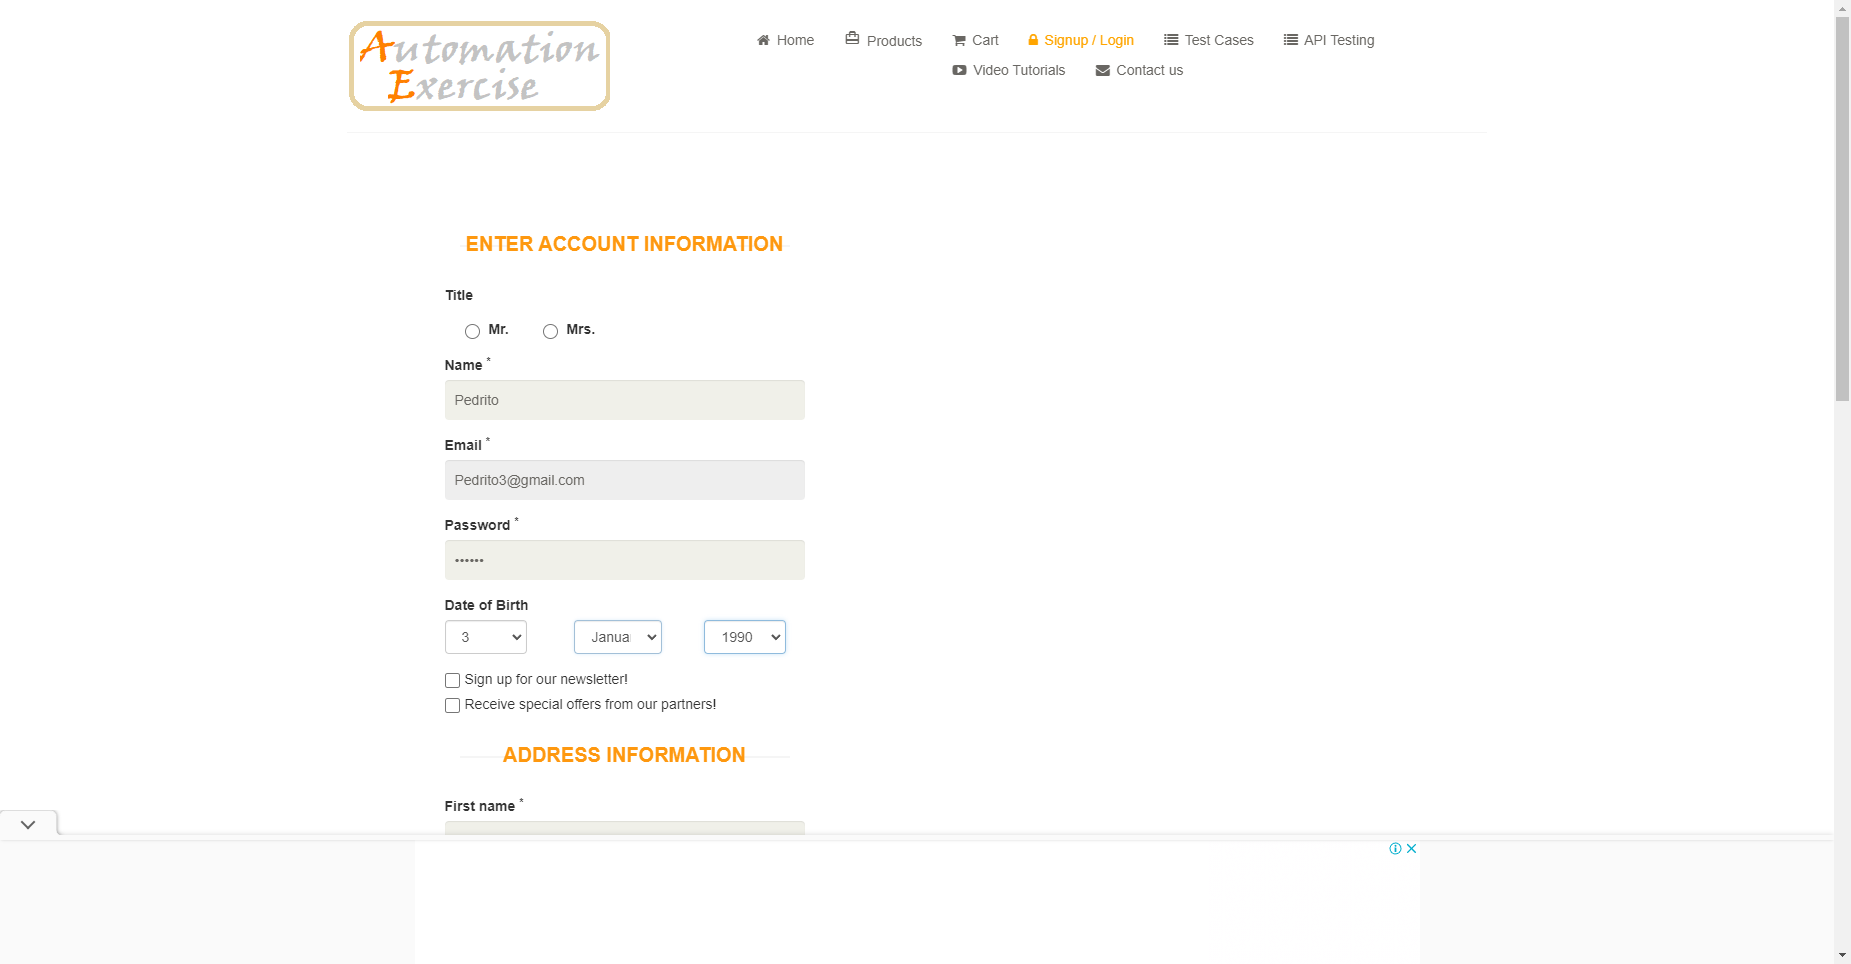 Automation
Exercise
Home Products Cart Signup / Login Test Cases API Testing
Video Tutorials Contact us
ENTER ACCOUNT INFORMATION
Title
Mr. Mrs.
Name *
Pedrito
Email *
Pedrito3@gmail.com
Password *
••••••
Date of Birth
3 Janua 1990
Sign up for our newsletter!
Receive special offers from our partners!
ADDRESS INFORMATION
First name *